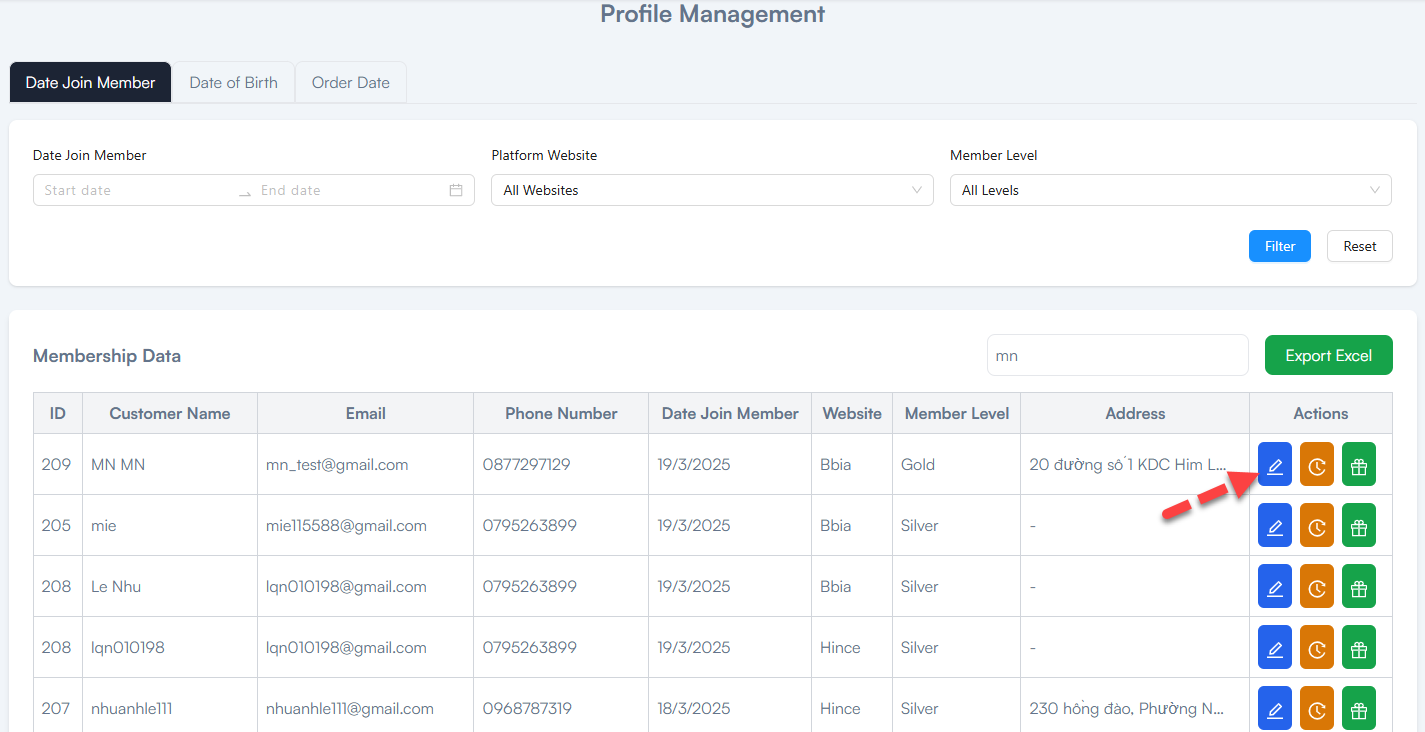 Profile Management
Date Join Member Date of Birth Order Date
Date Join Member Platform Website Member Level
Start date End date All Websites All Levels
Filter Reset
Membership Data mn Export Excel
ID Customer Name Email Phone Number Date Join Member Website Member Level Address Actions
209 MN MN mn_test@gmail.com 0877297129 19/3/2025 Bbia Gold 20 đường số 1 KDC Him L...
205 mie mie115588@gmail.com 0795263899 19/3/2025 Bbia Silver -
208 Le Nhu lqn010198@gmail.com 0795263899 19/3/2025 Bbia Silver -
208 lqn010198 lqn010198@gmail.com 0795263899 19/3/2025 Hince Silver -
207 nhuanhle111 nhuanhle111@gmail.com 0968787319 18/3/2025 Hince Silver 230 hồng đào, Phường N...